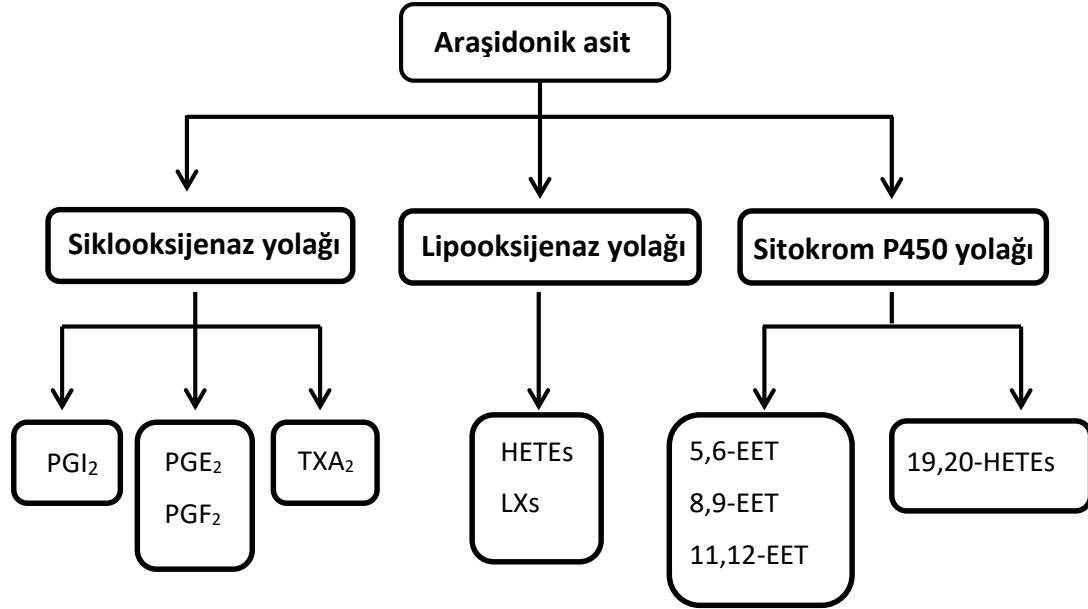 Araşidonik asit
Siklooksijenaz yolağı
Lipooksijenaz yolağı
Sitokrom P450 yolağı
PGI₂
PGE₂
PGF₂
TXA₂
HETEs
LXs
5,6-EET
8,9-EET
11,12-EET
19,20-HETEs